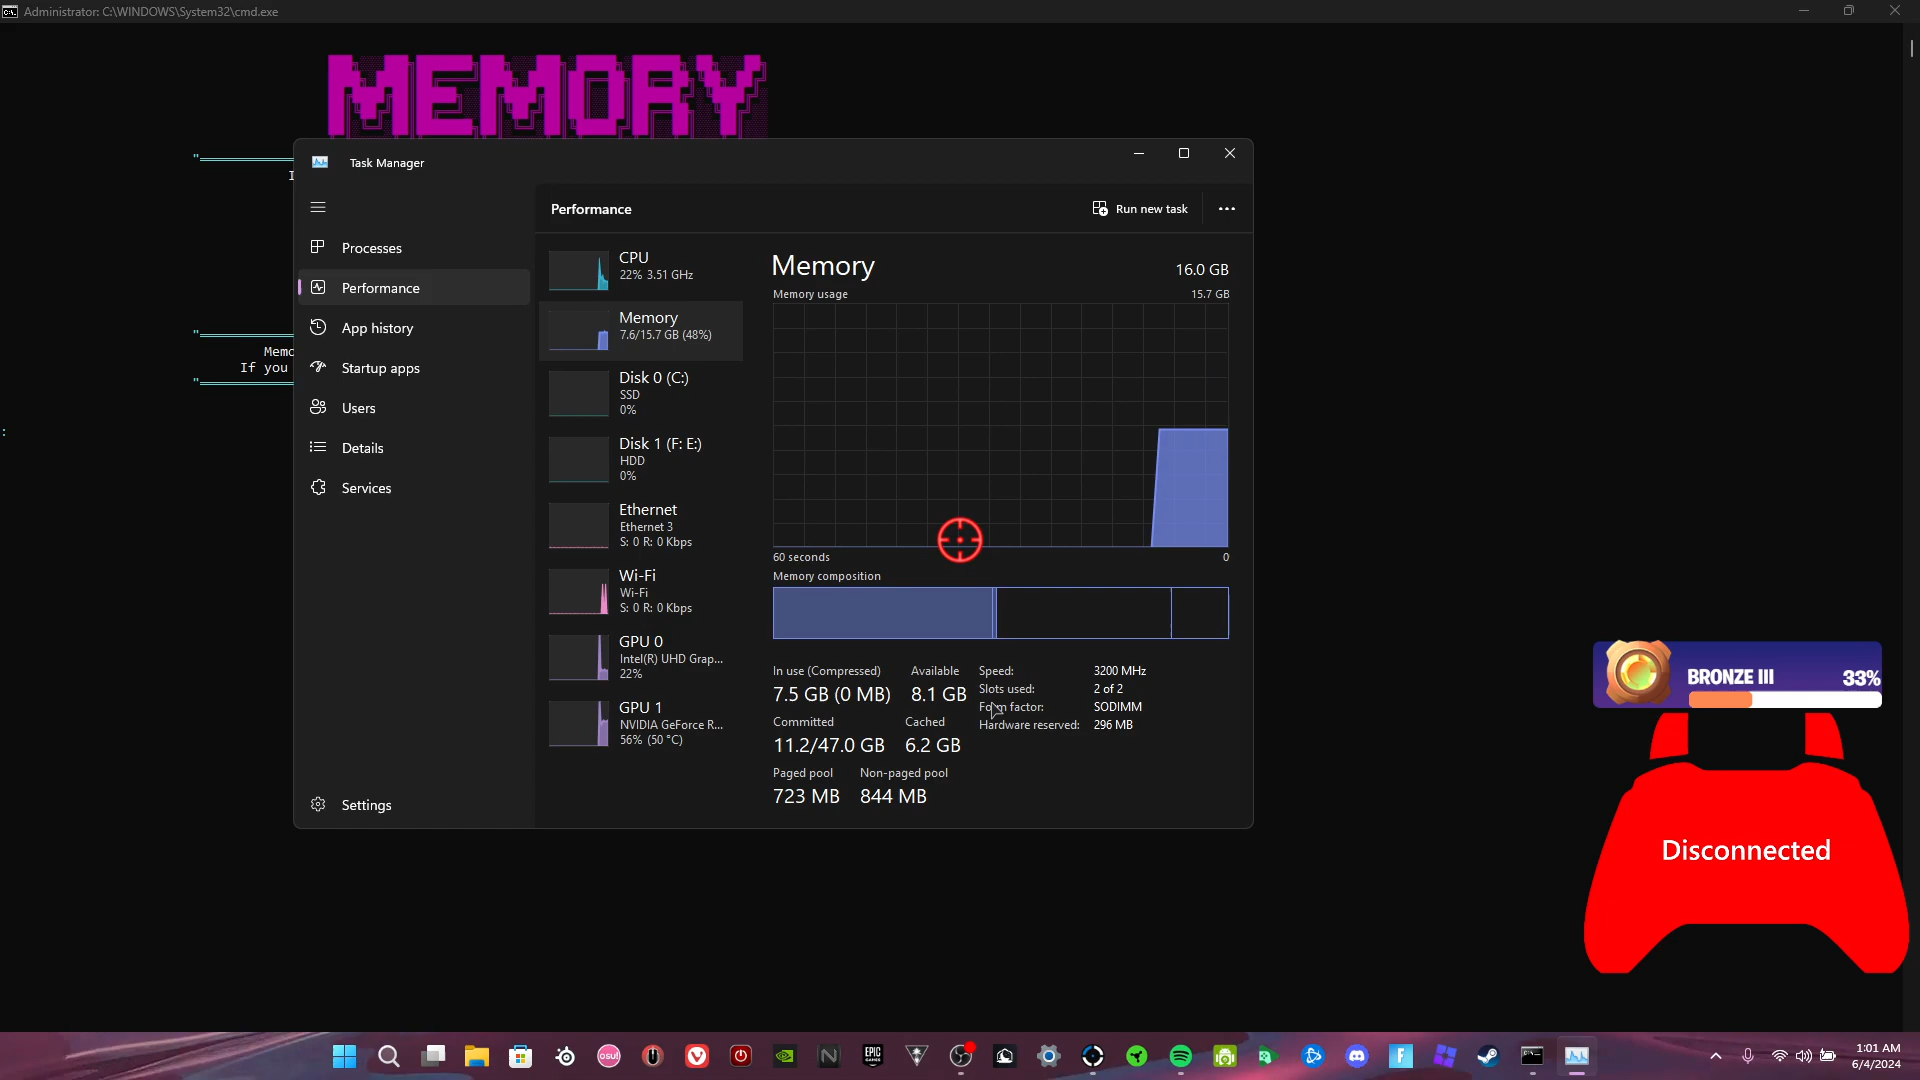 Administrator: C:\WINDOWS\System32\cmd.exe
MEMORY
Task Manager
Performance
Run new task
Processes
Performance
App history
Startup apps
Users
Details
Services
Settings
If you
CPU
22% 3.51 GHz
Memory
7.6/15.7 GB (48%)
Disk 0 (C:)
SSD
0%
Disk 1 (F: E:)
HDD
0%
Ethernet
Ethernet 3
S: 0 R: 0 Kbps
Wi-Fi
Wi-Fi
S: 0 R: 0 Kbps
GPU 0
Intel(R) UHD Grap...
22%
GPU 1
NVIDIA GeForce R...
56% (50 °C)
Memory
16.0 GB
Memory usage
15.7 GB
60 seconds
0
Memory composition
In use (Compressed)
7.5 GB (0 MB)
Available
8.1 GB
Committed
11.2/47.0 GB
Cached
6.2 GB
Paged pool
723 MB
Non-paged pool
844 MB
Speed: 3200 MHz
Slots used: 2 of 2
Form factor: SODIMM
Hardware reserved: 296 MB
BRONZE III
33%
Disconnected
osu!
EPIC
GAMES
1:01 AM
6/4/2024